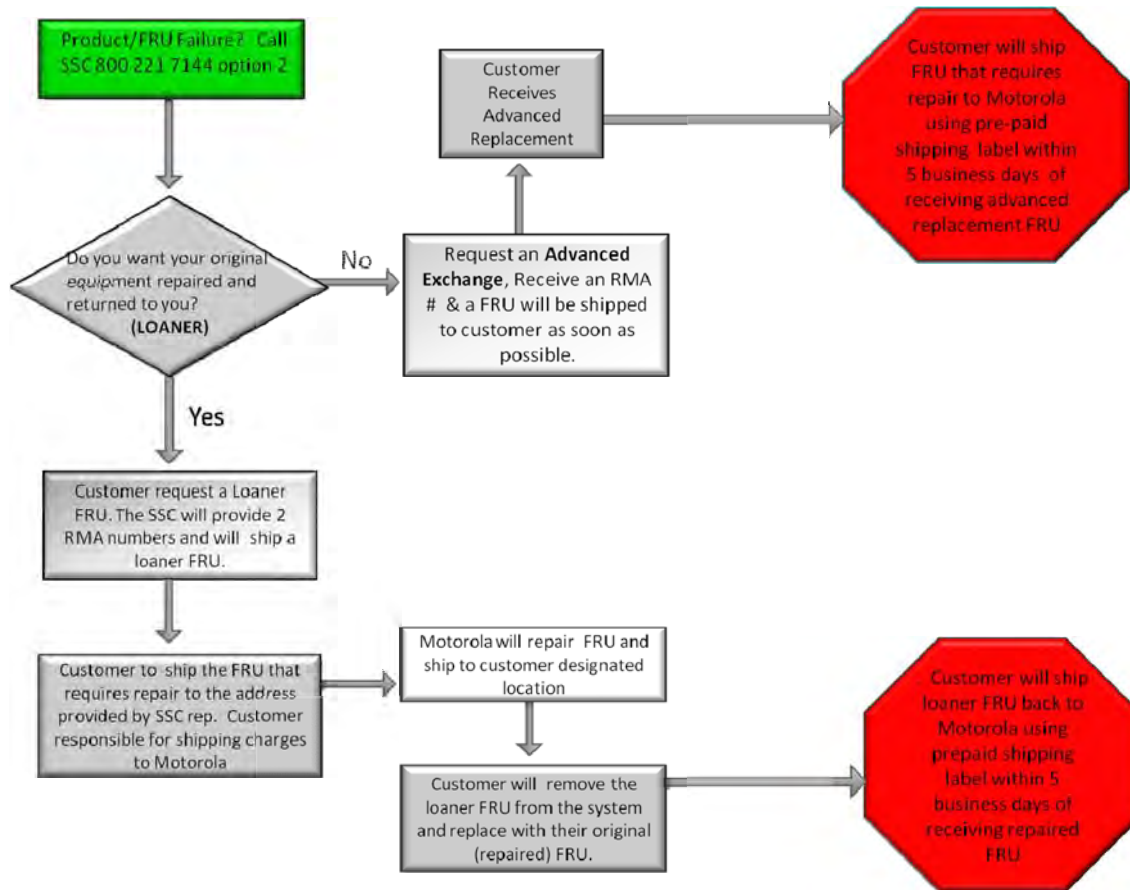 Product/FRU Failure? Call
SSC 800 221 7144 option 2
Do you want your original
equipment repaired and
returned to you?
(LOANER)
No
Request an Advanced
Exchange, Receive an RMA
# & a FRU will be shipped
to customer as soon as
possible.
Customer
Receives
Advanced
Replacement
Customer will ship
FRU that requires
repair to Motorola
using pre-paid
shipping label within
5 business days of
receiving advanced
replacement FRU
Yes
Customer request a Loaner
FRU. The SSC will provide 2
RMA numbers and will ship a
loaner FRU.
Customer to ship the FRU that
requires repair to the address
provided by SSC rep. Customer
responsible for shipping charges
to Motorola
Motorola will repair FRU and
ship to customer designated
location
Customer will remove the
loaner FRU from the system
and replace with their original
(repaired) FRU.
Customer will ship
loaner FRU back to
Motorola using
prepaid shipping
label within 5
business days of
receiving repaired
FRU